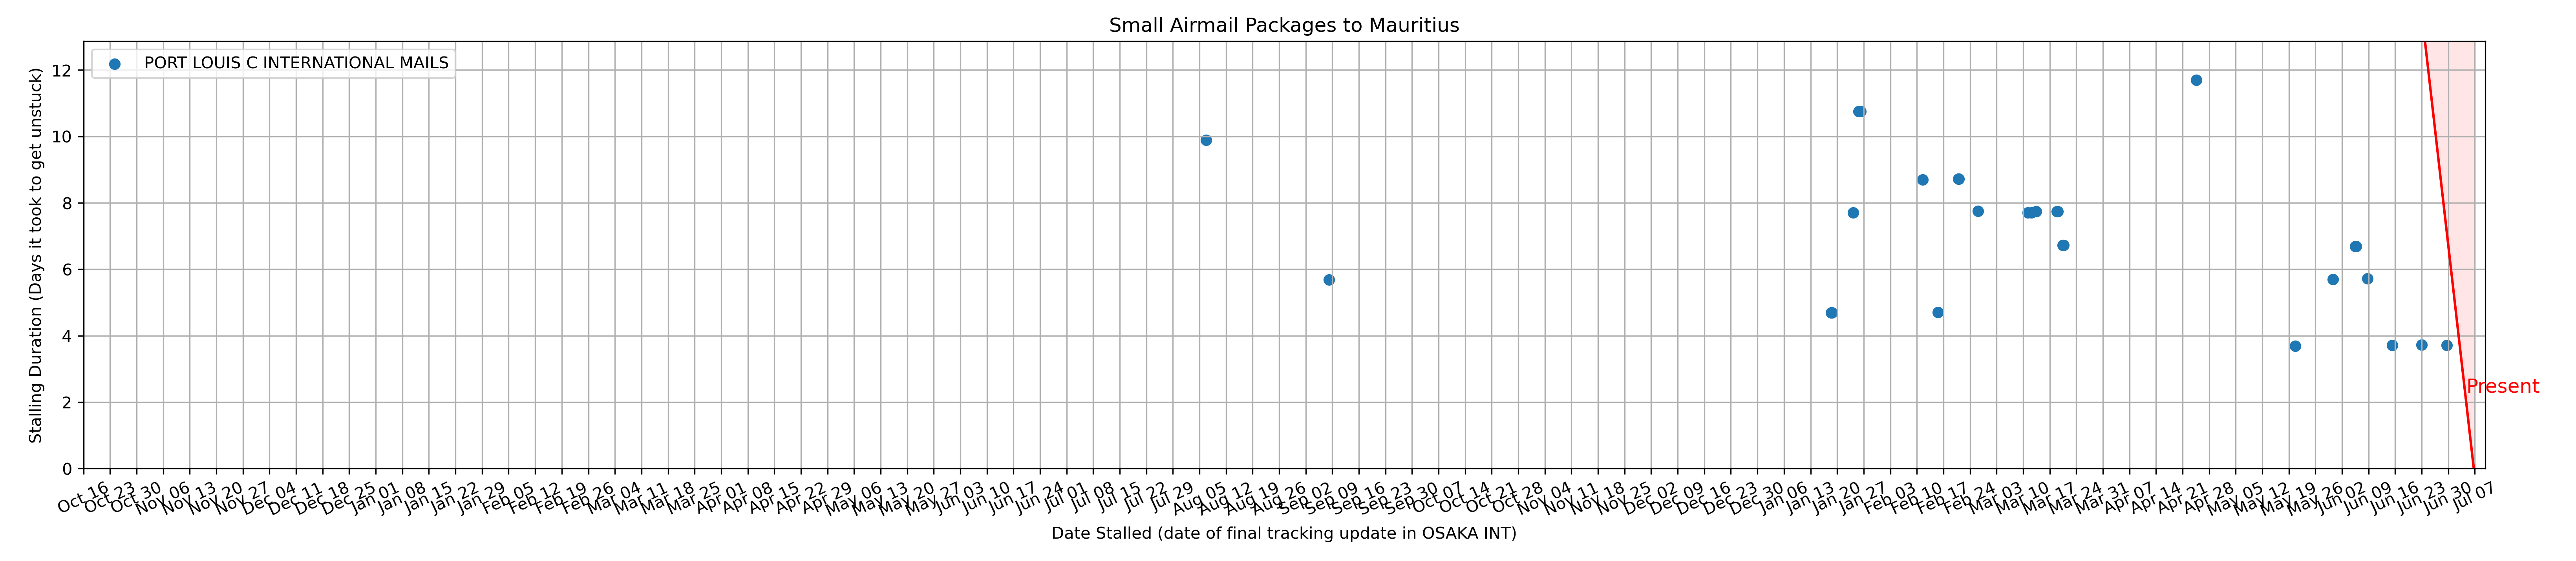 Small Airmail Packages to Mauritius
PORT LOUIS C INTERNATIONAL MAILS
Stalling Duration (Days it took to get unstuck)
12
10
8
6
4
2
0
Present
Oct 16
Oct 23
Oct 30
Nov 06
Nov 13
Nov 20
Nov 27
Dec 04
Dec 11
Dec 18
Dec 25
Jan 01
Jan 08
Jan 15
Jan 22
Jan 29
Feb 05
Feb 12
Feb 19
Feb 26
Mar 04
Mar 11
Mar 18
Mar 25
Apr 01
Apr 08
Apr 15
Apr 22
Apr 29
May 06
May 13
May 20
May 27
Jun 03
Jun 10
Jun 17
Jun 24
Jul 01
Jul 08
Jul 15
Jul 22
Jul 29
Aug 05
Aug 12
Aug 19
Aug 26
Sep 02
Sep 09
Sep 16
Sep 23
Sep 30
Oct 07
Oct 14
Oct 21
Oct 28
Nov 04
Nov 11
Nov 18
Nov 25
Dec 02
Dec 09
Dec 16
Dec 23
Dec 30
Jan 06
Jan 13
Jan 20
Jan 27
Feb 03
Feb 10
Feb 17
Feb 24
Mar 03
Mar 10
Mar 17
Mar 24
Mar 31
Apr 07
Apr 14
Apr 21
Apr 28
May 05
May 12
May 19
May 26
Jun 02
Jun 09
Jun 16
Jun 23
Jun 30
Jul 07
Date Stalled (date of final tracking update in OSAKA INT)